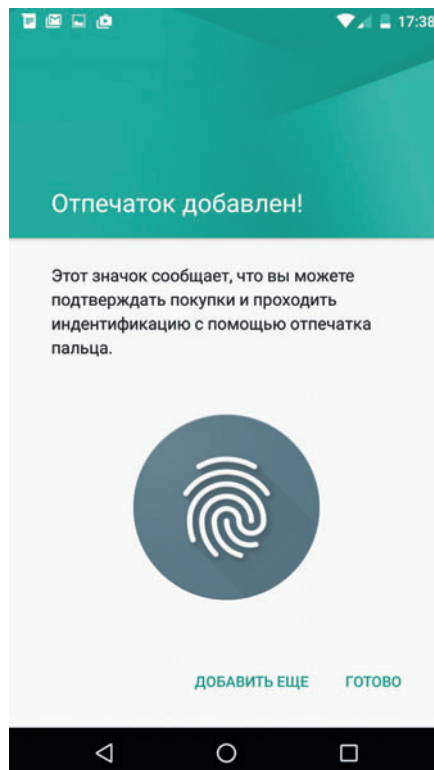 17:38
Отпечаток добавлен!
Этот значок сообщает, что вы можете
подтверждать покупки и проходить
индентификацию с помощью отпечатка
пальца.
ДОБАВИТЬ ЕЩЕ ГОТОВО